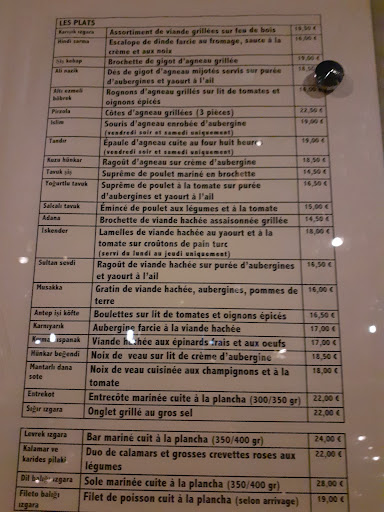 LES PLATS
Karışık ızgara Assortiment de viande grillées sur feu de bois 18,50 €
Hindi sarma Escalope de dinde farcie au fromage, sauce à la 16,00 €
crème et aux noix
kebap Brochette de gigot d'agneau grillée 19,00 €
Ali nazik Dés de gigot d'agneau mijotés servis sur purée
d'aubergines et yaourt à l'ail
böbrek Rognons d'agneau grillés sur lit de tomates et
oignons épicés
Pirzola Côtes d'agneau grillées (3 pièces) 22,50 €
Islim Souris d'agneau enrobée d'aubergine 19,00 €
(vendredi soir et samedi uniquement)
Tandır Épaule d'agneau cuite au four huit heures 19,00 €
(vendredi soir et samedi uniquement)
Kuzu hünkar Ragoût d'agneau sur crème d'aubergine 18,50 €
Tavuk şiş Suprême de poulet mariné en brochette 14,50 €
Yoğurtlu tavuk Suprême de poulet à la tomate sur purée 16,50 €
d'aubergines et yaourt à l'ail
Salcalı tavuk Émincé de poulet aux légumes et à la tomate 15,00 €
Adana Brochette de viande hachée assaisonnée grillée 14,50 €
Iskender Lamelles de viande hachée au yaourt et à la 18,00 €
tomate sur croûtons de pain turc
(servi du lundi au jeudi uniquement)
Sultan sevdi Ragoût de viande hachée sur purée d'aubergines 16,50 €
et yaourt à l'ail
Musakka Gratin de viande hachée, aubergines, pommes de 16,00 €
terre
Antep işi köfte Boulettes sur lit de tomates et oignons épicés 16,50 €
Karnıyarık Aubergine farcie à la viande hachée 17,00 €
ıspanak Viande hachée aux épinards frais et aux oeufs 17,00 €
Hünkar beğendi Noix de veau sur lit de crème d'aubergine 18,50 €
Mantarlı dana Noix de veau cuisinée aux champignons et à la 18,00 €
sote tomate
Entrekot Entrecôte marinée cuite à la plancha (300/350 gr) 22,00 €
Sığır ızgara Onglet grillé au gros sel 22,00 €
Levrek ızgara Bar mariné cuit à la plancha (350/400 gr) 24,00 €
Kalamar ve Duo de calamars et grosses crevettes roses aux 22,00 €
karides pilaki légumes
Dil balığı ızgara Sole marinée cuite à la plancha (350/400 gr) 28,00 €
Fileto balığı Filet de poisson cuit à la plancha (selon arrivage) 19,00 €
ızgara